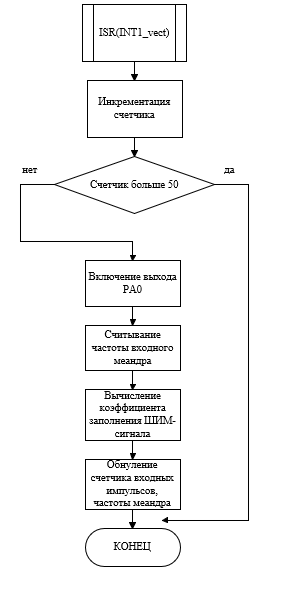 ISR(INT1_vect)
Инкрементация
счетчика
нет
да
Счетчик больше 50
Включение выхода
PA0
Считывание
частоты входного
меандра
Вычисление
коэффициента
заполнения ШИМ-
сигнала
Обнуление
счетчика входных
импульсов,
частоты меандра
КОНЕЦ